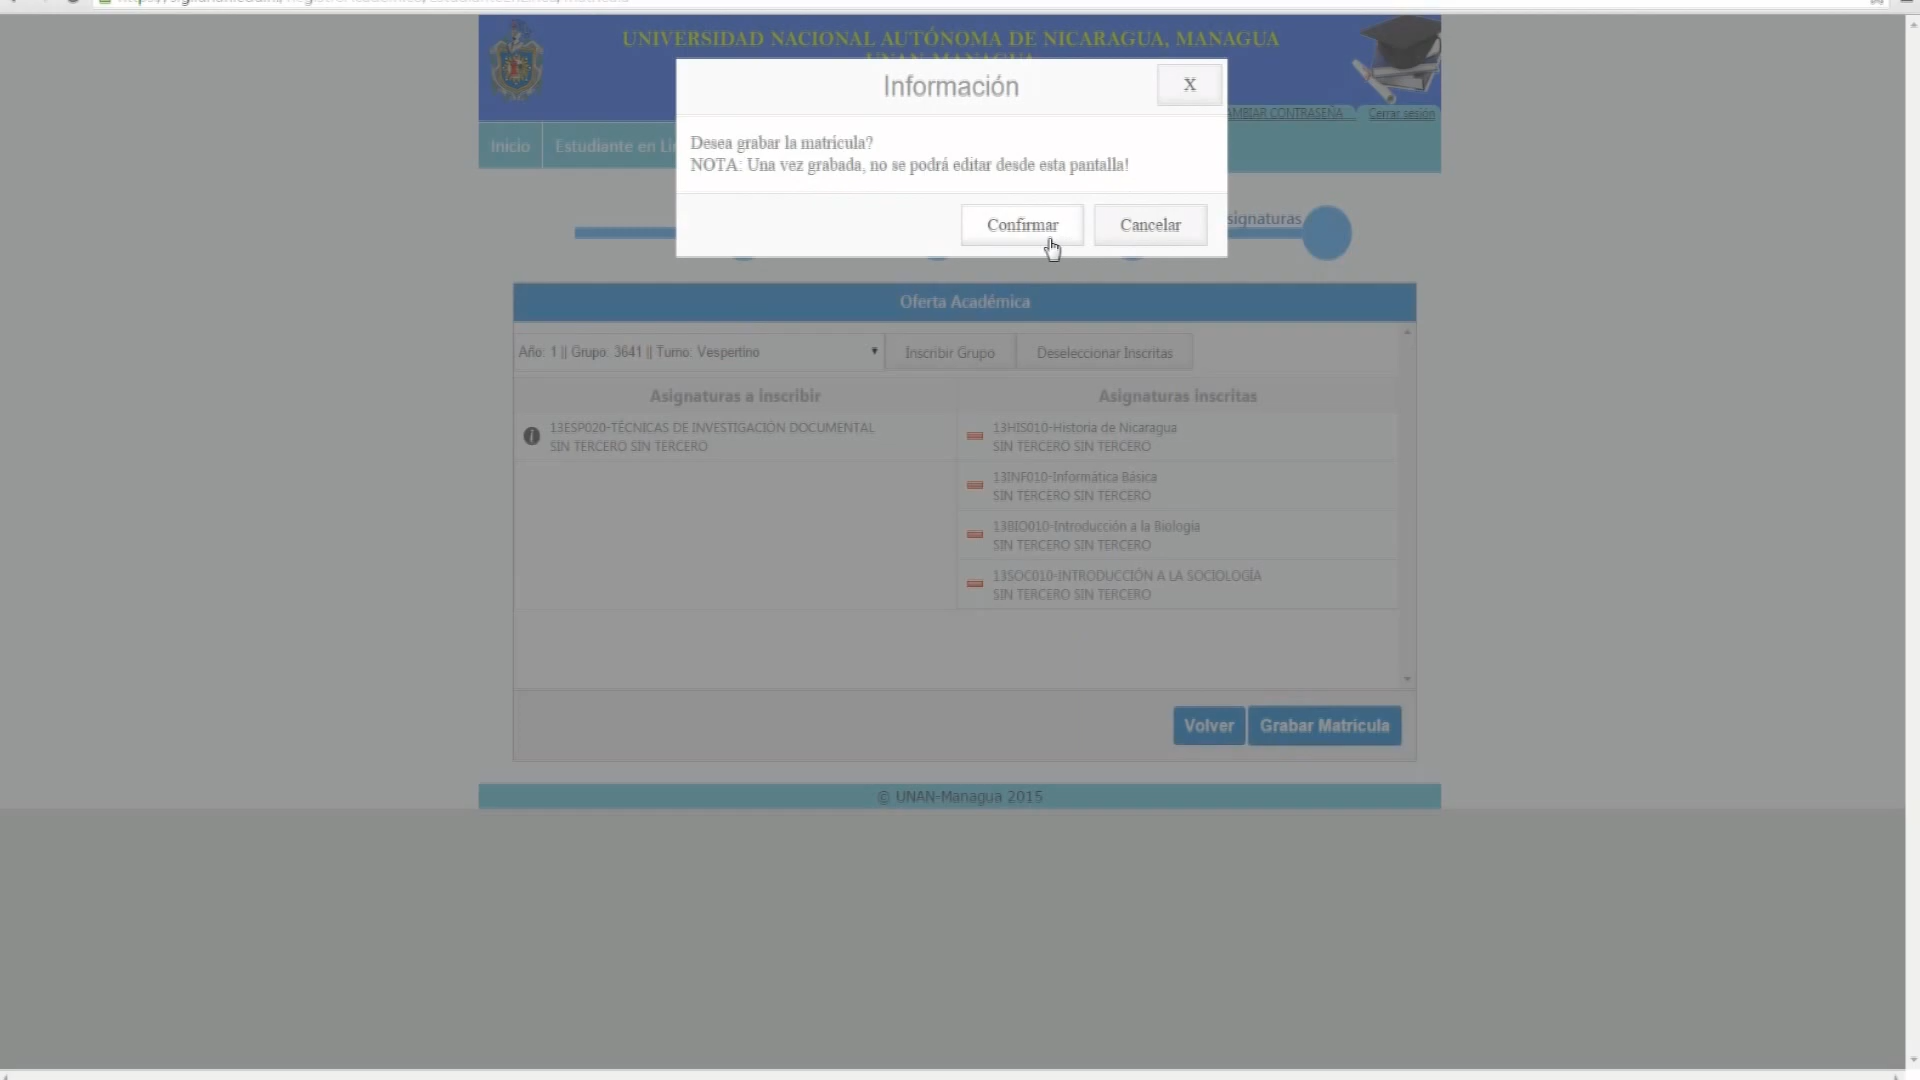 UNIVERSIDAD NACIONAL AUTÓNOMA DE NICARAGUA, MANAGUA
Información
X
CONTRASEÑA
Cerrar sesión
Desea grabar la matrícula?
NOTA: Una vez grabada, no se podrá editar desde esta pantalla!
Inicio
Estudiante en
Confirmar
Cancelar
Oferta Académica
Año: 1 || Grupo: 3641 || Turno: Vespertino
Inscribir Grupo
Deseleccionar Inscritas
Asignaturas a inscribir
Asignaturas inscritas
13ESP020-TÉCNICAS DE INVESTIGACIÓN DOCUMENTAL
SIN TERCERO SIN TERCERO
13HIS010-Historia de Nicaragua
SIN TERCERO SIN TERCERO
13INF010-Informática Básica
SIN TERCERO SIN TERCERO
13BIO010-Introducción a la Biología
SIN TERCERO SIN TERCERO
13SOC010-INTRODUCCIÓN A LA SOCIOLOGÍA
SIN TERCERO SIN TERCERO
Volver
Grabar Matrícula
© UNAN-Managua 2015